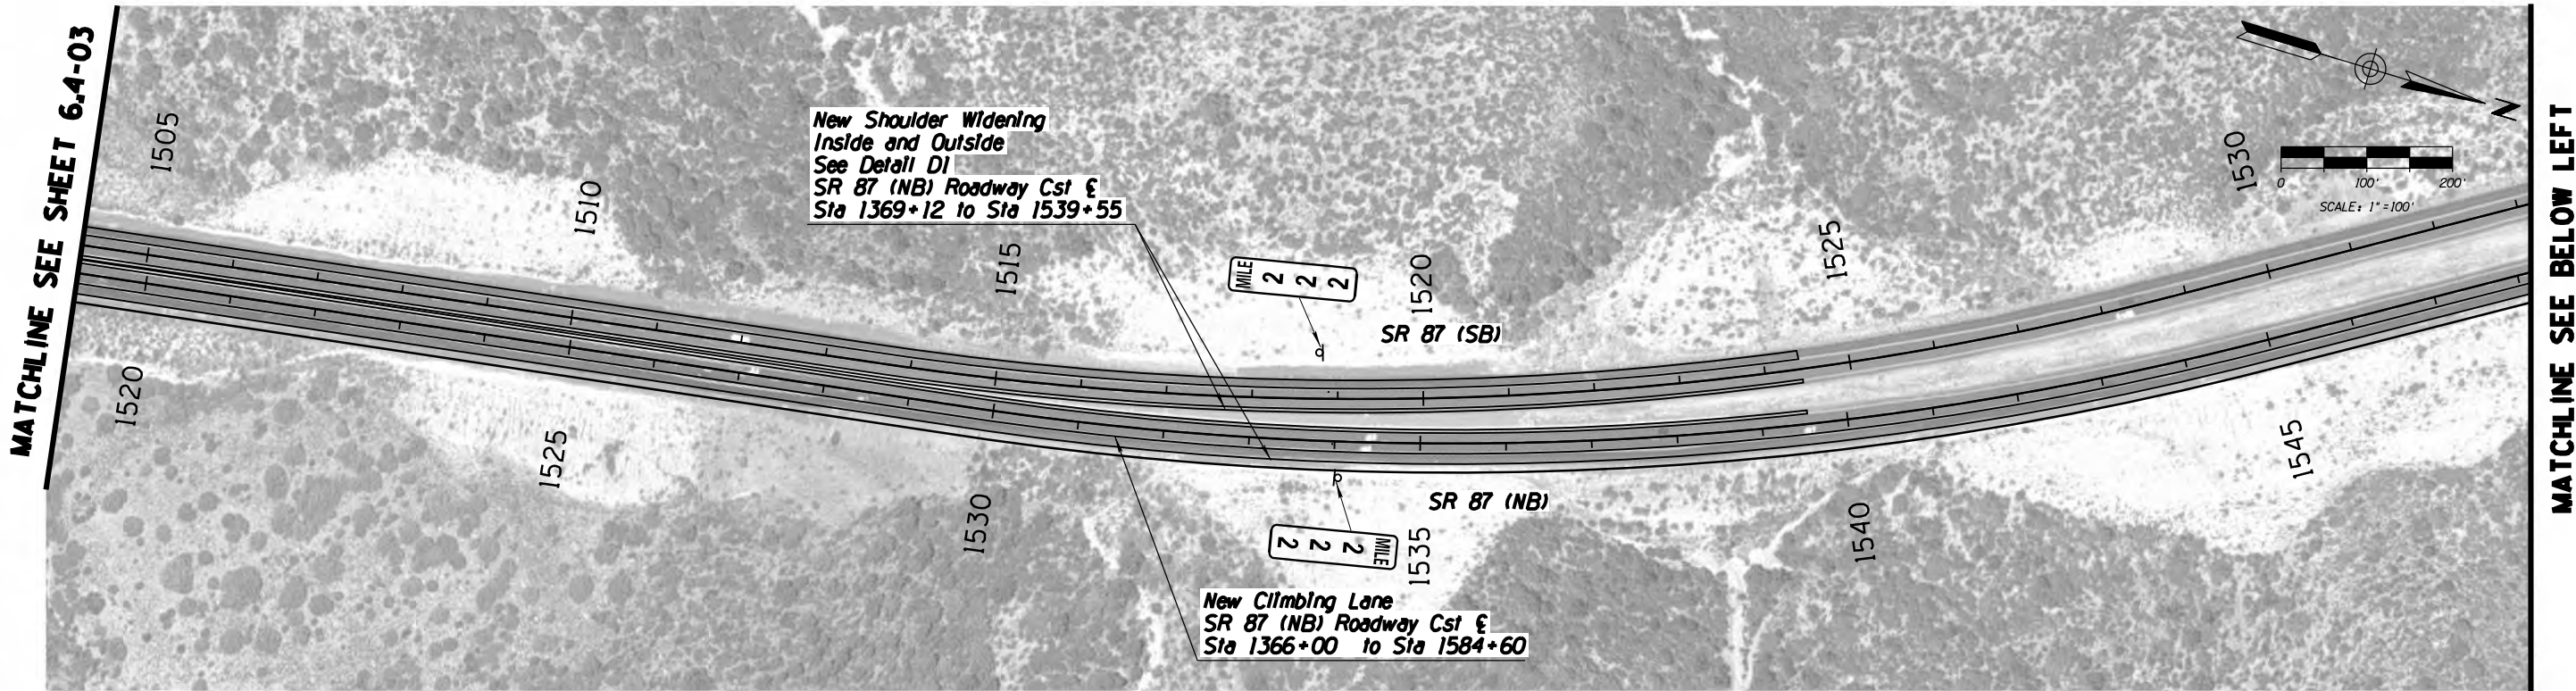 MATCHLINE SEE SHEET 6.4-03
1505
1510
1515
1520
1525
1530
New Shoulder Widening
Inside and Outside
See Detail D1
SR 87 (NB) Roadway Cst ℄
Sta 1369+12 to Sta 1539+55
MILE 2 2 2
SR 87 (SB)
N
0 100' 200'
SCALE: 1"=100'
MATCHLINE SEE BELOW LEFT
1520
1525
1530
1535
1540
1545
SR 87 (NB)
MILE 2 2 2
New Climbing Lane
SR 87 (NB) Roadway Cst ℄
Sta 1366+00 to Sta 1584+60